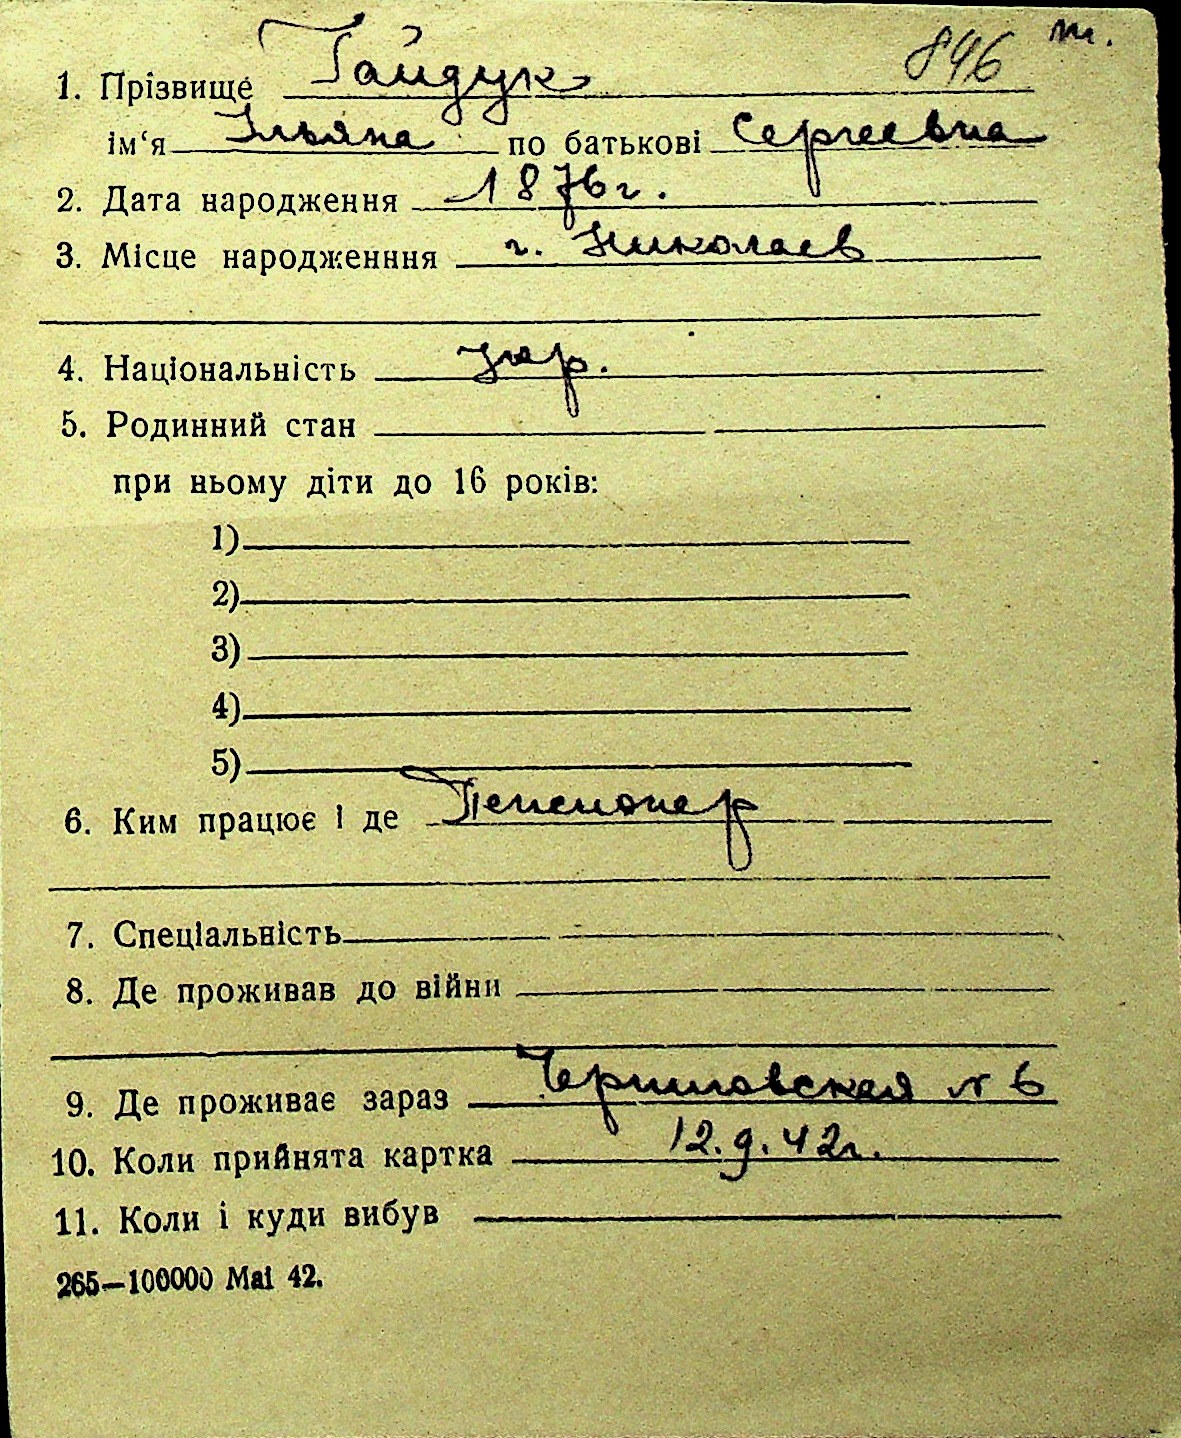 846 т.
1. Прізвище Гайдук
ім‘я Ульяна по батькові Сергеевна
2. Дата народження 1876 г.
3. Місце народженння г. Николаев
4. Національність укр.
5. Родинний стан
при ньому діти до 16 років:
1)
2)
3)
4)
5)
6. Ким працює і де Пенсионер
7. Спеціальність
8. Де проживав до війни
9. Де проживає зараз Черниговская № 6
10. Коли прийнята картка 12.9.42г.
11. Коли і куди вибув
265—100000 Mai 42.